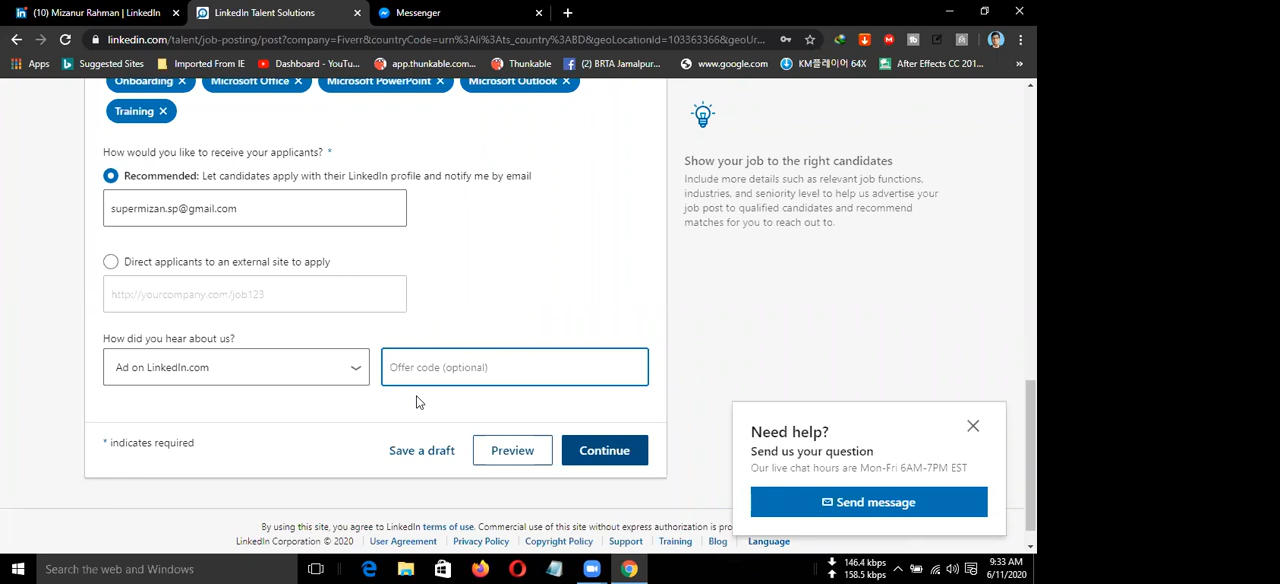 (10) Mizanur Rahman | LinkedIn
LinkedIn Talent Solutions
Messenger
linkedin.com/talent/job-posting/post?company=Fiverr&countryCode=urn%3Ali%3Ats_country%3ABD&geoLocationId=103363366&geoU...
Apps
Suggested Sites
Imported From IE
Dashboard - YouTu...
app.thunkable.com...
Thunkable
(2) BRTA Jamalpur...
www.google.com
KM플레이어 64X
After Effects CC 201...
»
Onboarding ×
Microsoft Office ×
Microsoft PowerPoint ×
Microsoft Outlook ×
Training ×
How would you like to receive your applicants? *
Recommended: Let candidates apply with their LinkedIn profile and notify me by email
supermizan.sp@gmail.com
Direct applicants to an external site to apply
http://yourcompany.com/job123
How did you hear about us?
Ad on LinkedIn.com
Offer code (optional)
* indicates required
Save a draft
Preview
Continue
Show your job to the right candidates
Include more details such as relevant job functions,
industries, and seniority level to help us advertise your
job post to qualified candidates and recommend
matches for you to reach out to.
Need help?
Send us your question
Our live chat hours are Mon-Fri 6AM-7PM EST
Send message
By using this site, you agree to LinkedIn terms of use. Commercial use of this site without express authorization is
LinkedIn Corporation © 2020
User Agreement
Privacy Policy
Copyright Policy
Support
Training
Blog
Language
Search the web and Windows
146.4 kbps
158.5 kbps
9:33 AM
6/11/2020